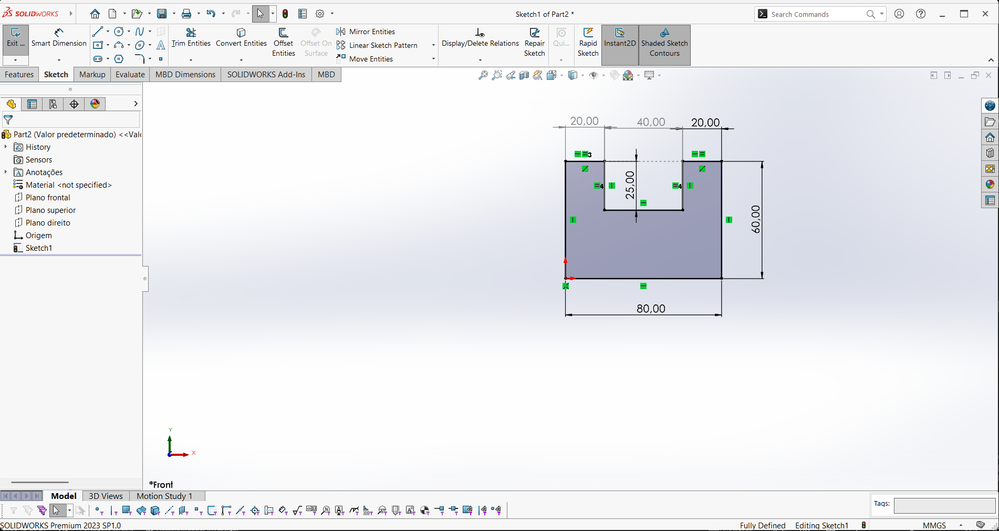 SOLIDWORKS
Sketch1 of Part2 *
Search Commands
Exit ...
Smart Dimension
Trim Entities
Convert Entities
Offset
Entities
Offset On
Surface
Mirror Entities
Linear Sketch Pattern
Move Entities
Display/Delete Relations
Repair
Sketch
Qui...
Rapid
Sketch
Instant2D
Shaded Sketch
Contours
Features
Sketch
Markup
Evaluate
MBD Dimensions
SOLIDWORKS Add-Ins
MBD
Part2 (Valor predeterminado) <<Valo
History
Sensors
Anotações
Material <not specified>
Plano frontal
Plano superior
Plano direito
Origem
Sketch1
20,00
40,00
20,00
3
4
4
25,00
60,00
80,00
Y
X
*Front
Model
3D Views
Motion Study 1
Tags:
SOLIDWORKS Premium 2023 SP1.0
Fully Defined
Editing Sketch1
MMGS